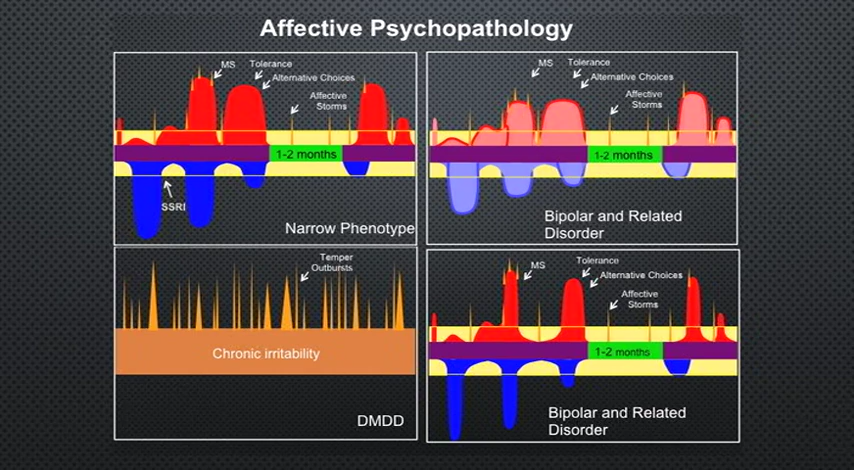 Affective Psychopathology
MS
Tolerance
Alternative Choices
Affective
Storms
1-2 months
SSRI
Narrow Phenotype
MS
Tolerance
Alternative Choices
Affective
Storms
1-2 months
Bipolar and Related
Disorder
Temper
Outbursts
Chronic irritability
DMDD
MS
Tolerance
Alternative Choices
Affective
Storms
1-2 months
Bipolar and Related
Disorder